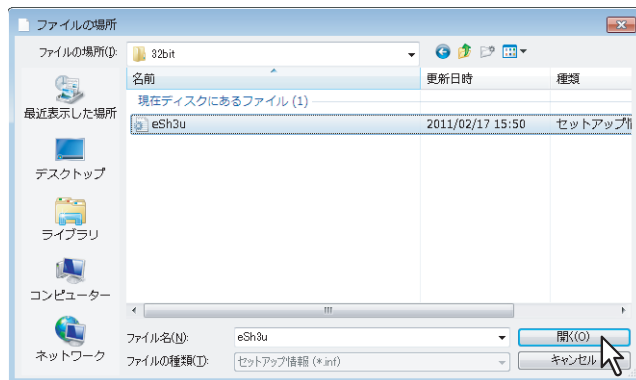 ファイルの場所
ファイルの場所(I):
32bit
名前
更新日時
種類
現在ディスクにあるファイル (1)
eSh3u
2011/02/17 15:50
セットアップ情
最近表示した場所
デスクトップ
ライブラリ
コンピューター
ネットワーク
ファイル名(N):
eSh3u
開く(O)
ファイルの種類(T):
セットアップ情報 (*.inf)
キャンセル